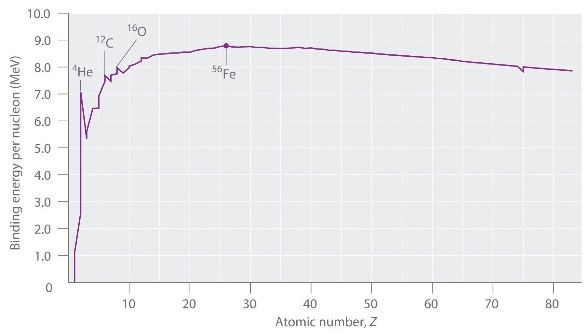 10.0
9.0
8.0
7.0
6.0
5.0
4.0
3.0
2.0
1.0
0
Binding energy per nucleon (MeV)
⁴He
¹²C
¹⁶O
⁵⁶Fe
10 20 30 40 50 60 70 80
Atomic number, Z